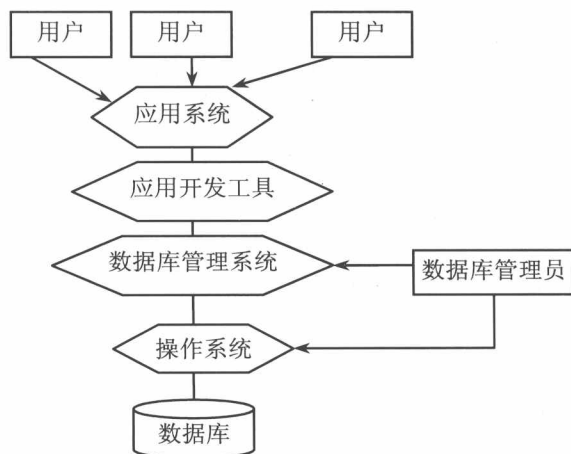 用户
用户
用户
应用系统
应用开发工具
数据库管理系统
数据库管理员
操作系统
数据库